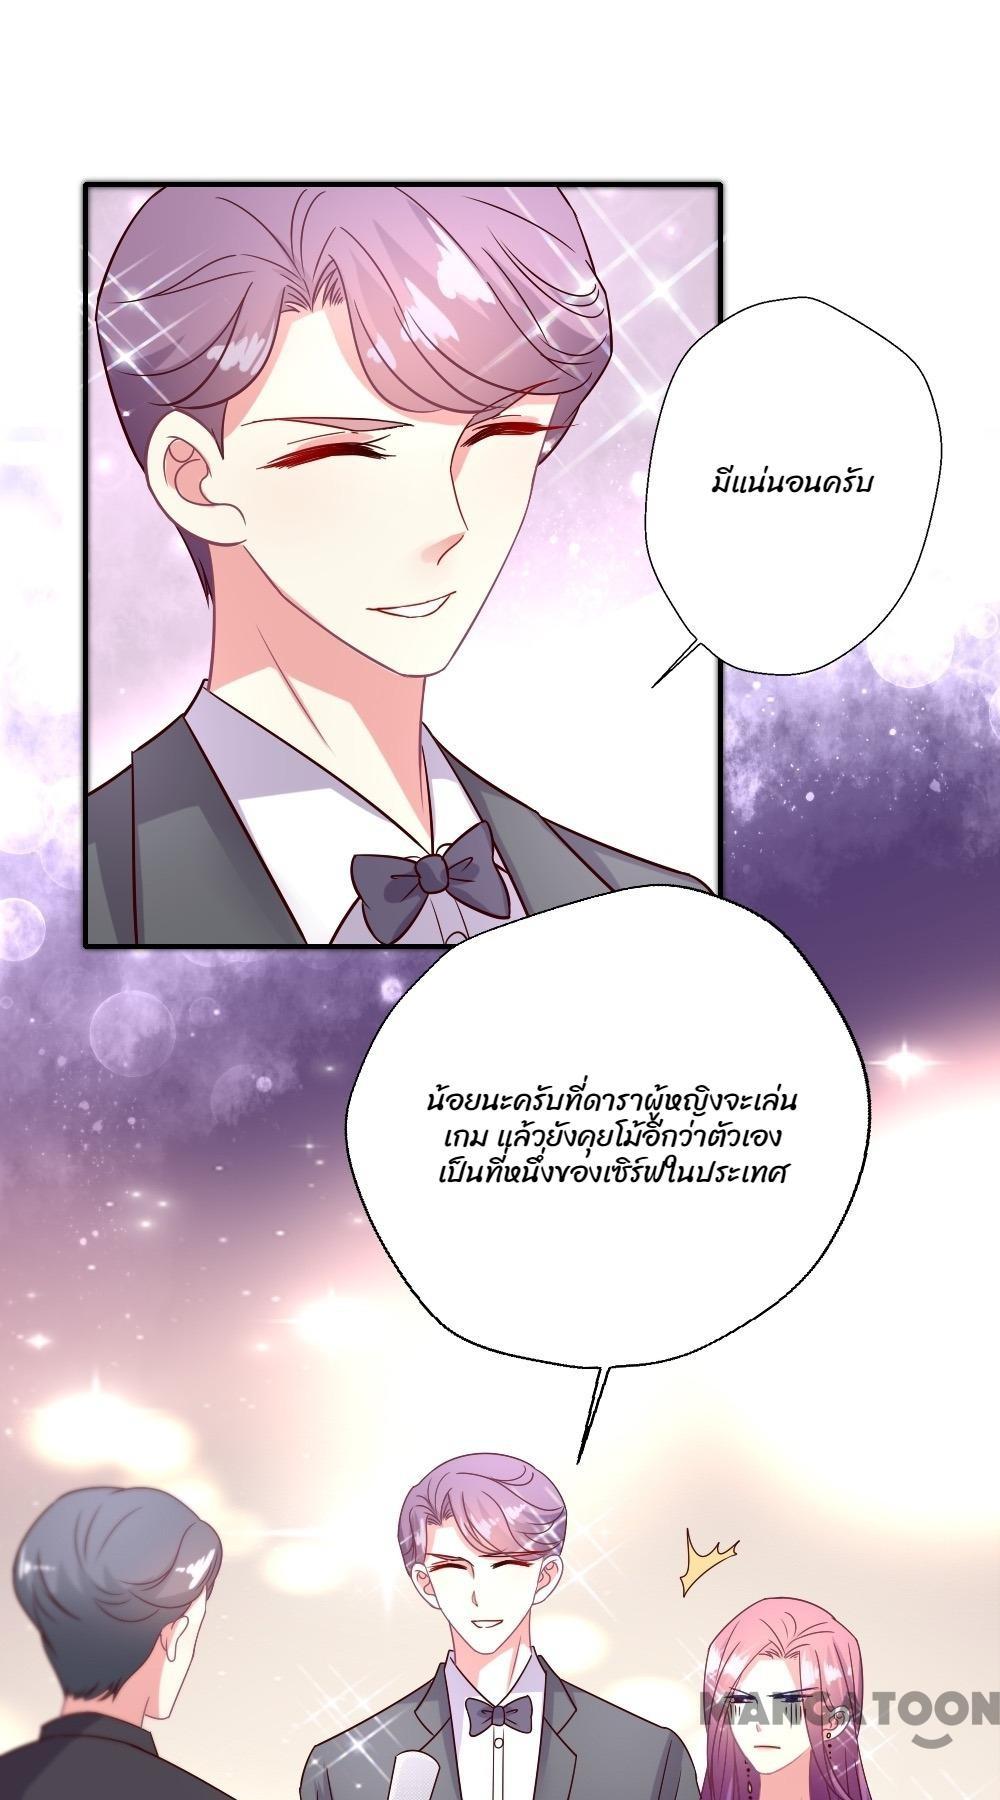 มีแน่นอนครับ
น้อยนะครับที่ดาราผู้หญิงจะเล่น
เกม แล้วยังคุยโม้อีกว่าตัวเอง
เป็นที่หนึ่งของเซิร์ฟในประเทศ
MANGATOON